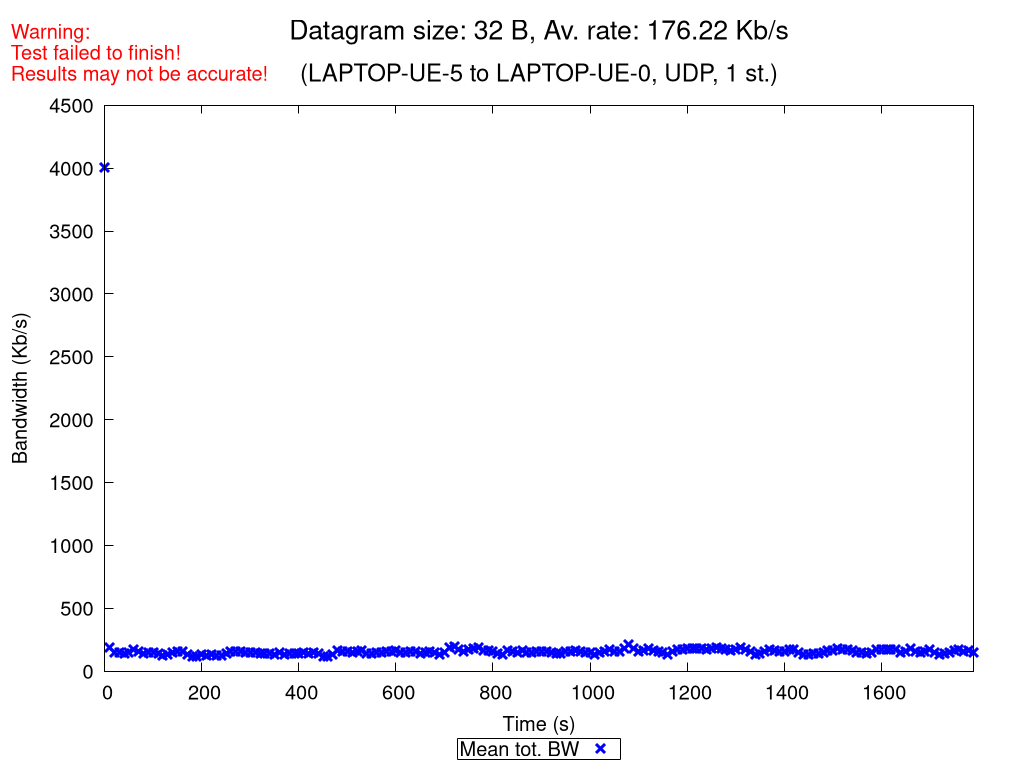 Warning:
Test failed to finish!
Results may not be accurate!
Datagram size: 32 B, Av. rate: 176.22 Kb/s
(LAPTOP-UE-5 to LAPTOP-UE-0, UDP, 1 st.)
4500
4000
3500
3000
2500
2000
1500
1000
500
0
Bandwidth (Kb/s)
0 200 400 600 800 1000 1200 1400 1600
Time (s)
Mean tot. BW